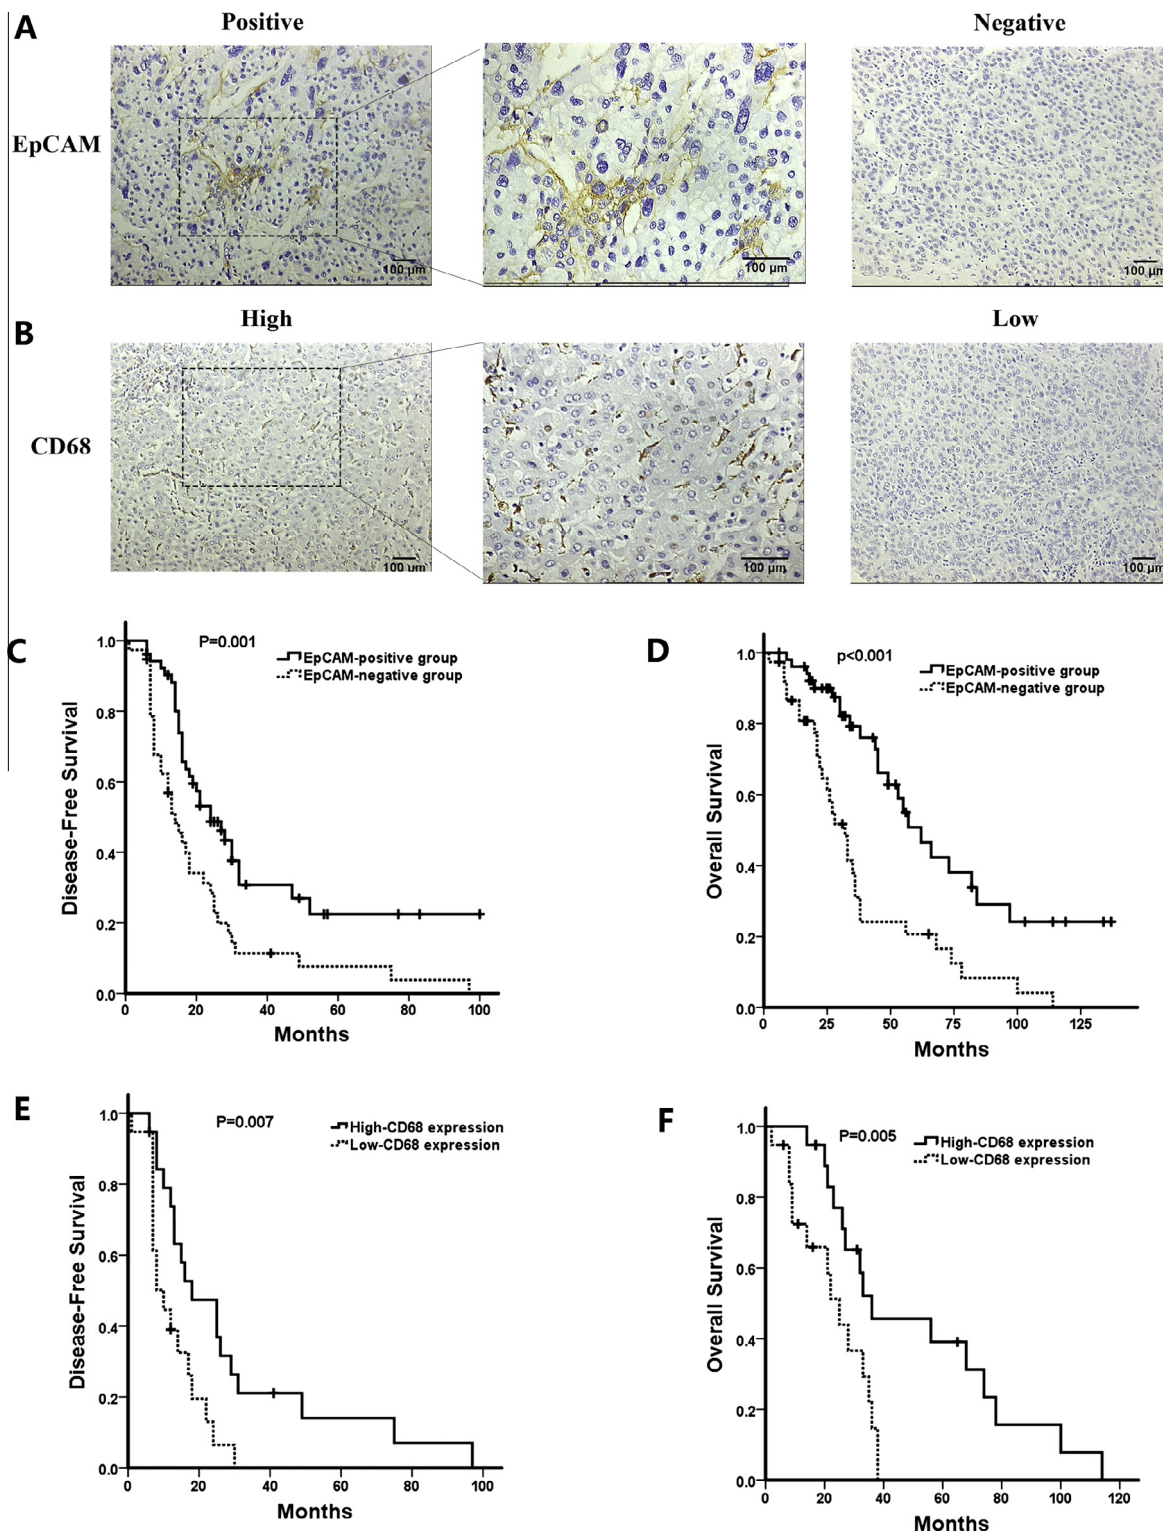 A
Positive
Negative
EpCAM
100 µm
100 µm
100 µm
B
High
Low
CD68
100 µm
100 µm
100 µm
C
P=0.001
EpCAM-positive group
EpCAM-negative group
Disease-Free Survival
1.0
0.8
0.6
0.4
0.2
0.0
0 20 40 60 80 100
Months
D
p<0.001
EpCAM-positive group
EpCAM-negative group
Overall Survival
1.0
0.8
0.6
0.4
0.2
0.0
0 25 50 75 100 125
Months
E
P=0.007
High-CD68 expression
Low-CD68 expression
Disease-Free Survival
1.0
0.8
0.6
0.4
0.2
0.0
0 20 40 60 80 100
Months
F
P=0.005
High-CD68 expression
Low-CD68 expression
Overall Survival
1.0
0.8
0.6
0.4
0.2
0.0
0 20 40 60 80 100 120
Months